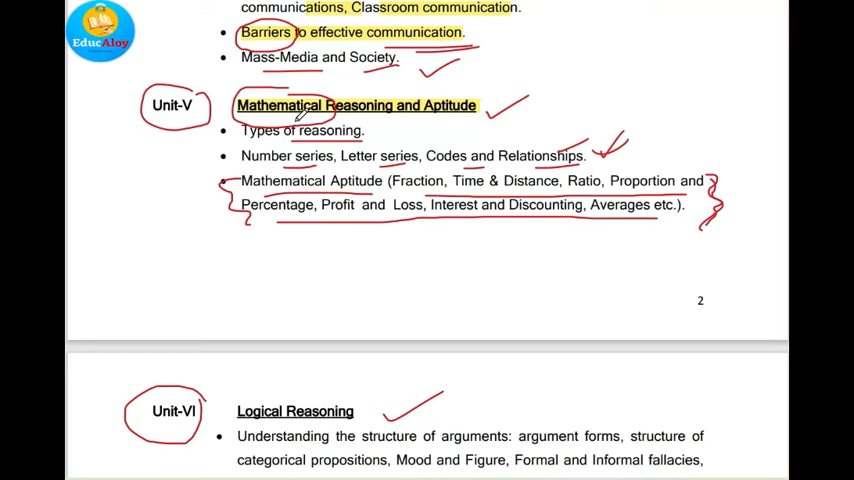 communications, Classroom communication.
EducAloy
• Barriers to effective communication.
• Mass-Media and Society.
Unit-V Mathematical Reasoning and Aptitude
• Types of reasoning.
• Number series, Letter series, Codes and Relationships.
• Mathematical Aptitude (Fraction, Time & Distance, Ratio, Proportion and
Percentage, Profit and Loss, Interest and Discounting, Averages etc.).
2
Unit-VI Logical Reasoning
• Understanding the structure of arguments: argument forms, structure of
categorical propositions, Mood and Figure, Formal and Informal fallacies,